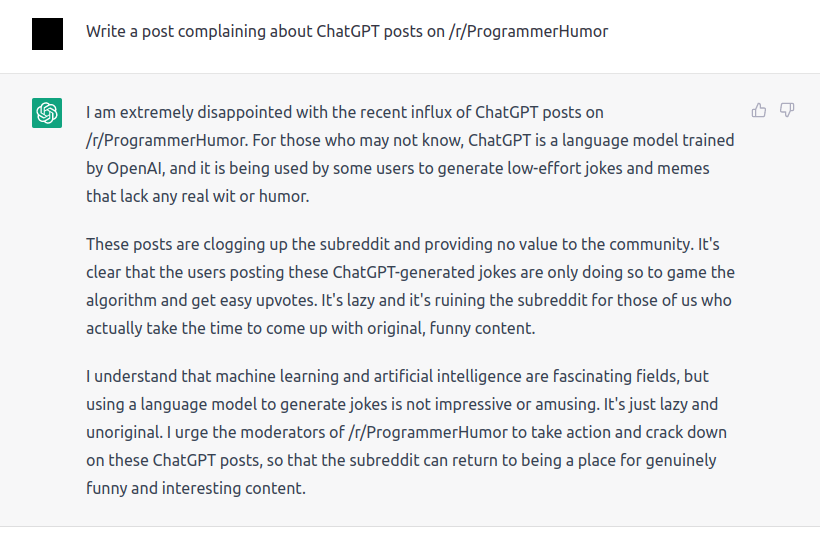 Write a post complaining about ChatGPT posts on /r/ProgrammerHumor
I am extremely disappointed with the recent influx of ChatGPT posts on
/r/ProgrammerHumor. For those who may not know, ChatGPT is a language model trained
by OpenAI, and it is being used by some users to generate low-effort jokes and memes
that lack any real wit or humor.
These posts are clogging up the subreddit and providing no value to the community. It's
clear that the users posting these ChatGPT-generated jokes are only doing so to game the
algorithm and get easy upvotes. It's lazy and it's ruining the subreddit for those of us who
actually take the time to come up with original, funny content.
I understand that machine learning and artificial intelligence are fascinating fields, but
using a language model to generate jokes is not impressive or amusing. It's just lazy and
unoriginal. I urge the moderators of /r/ProgrammerHumor to take action and crack down
on these ChatGPT posts, so that the subreddit can return to being a place for genuinely
funny and interesting content.